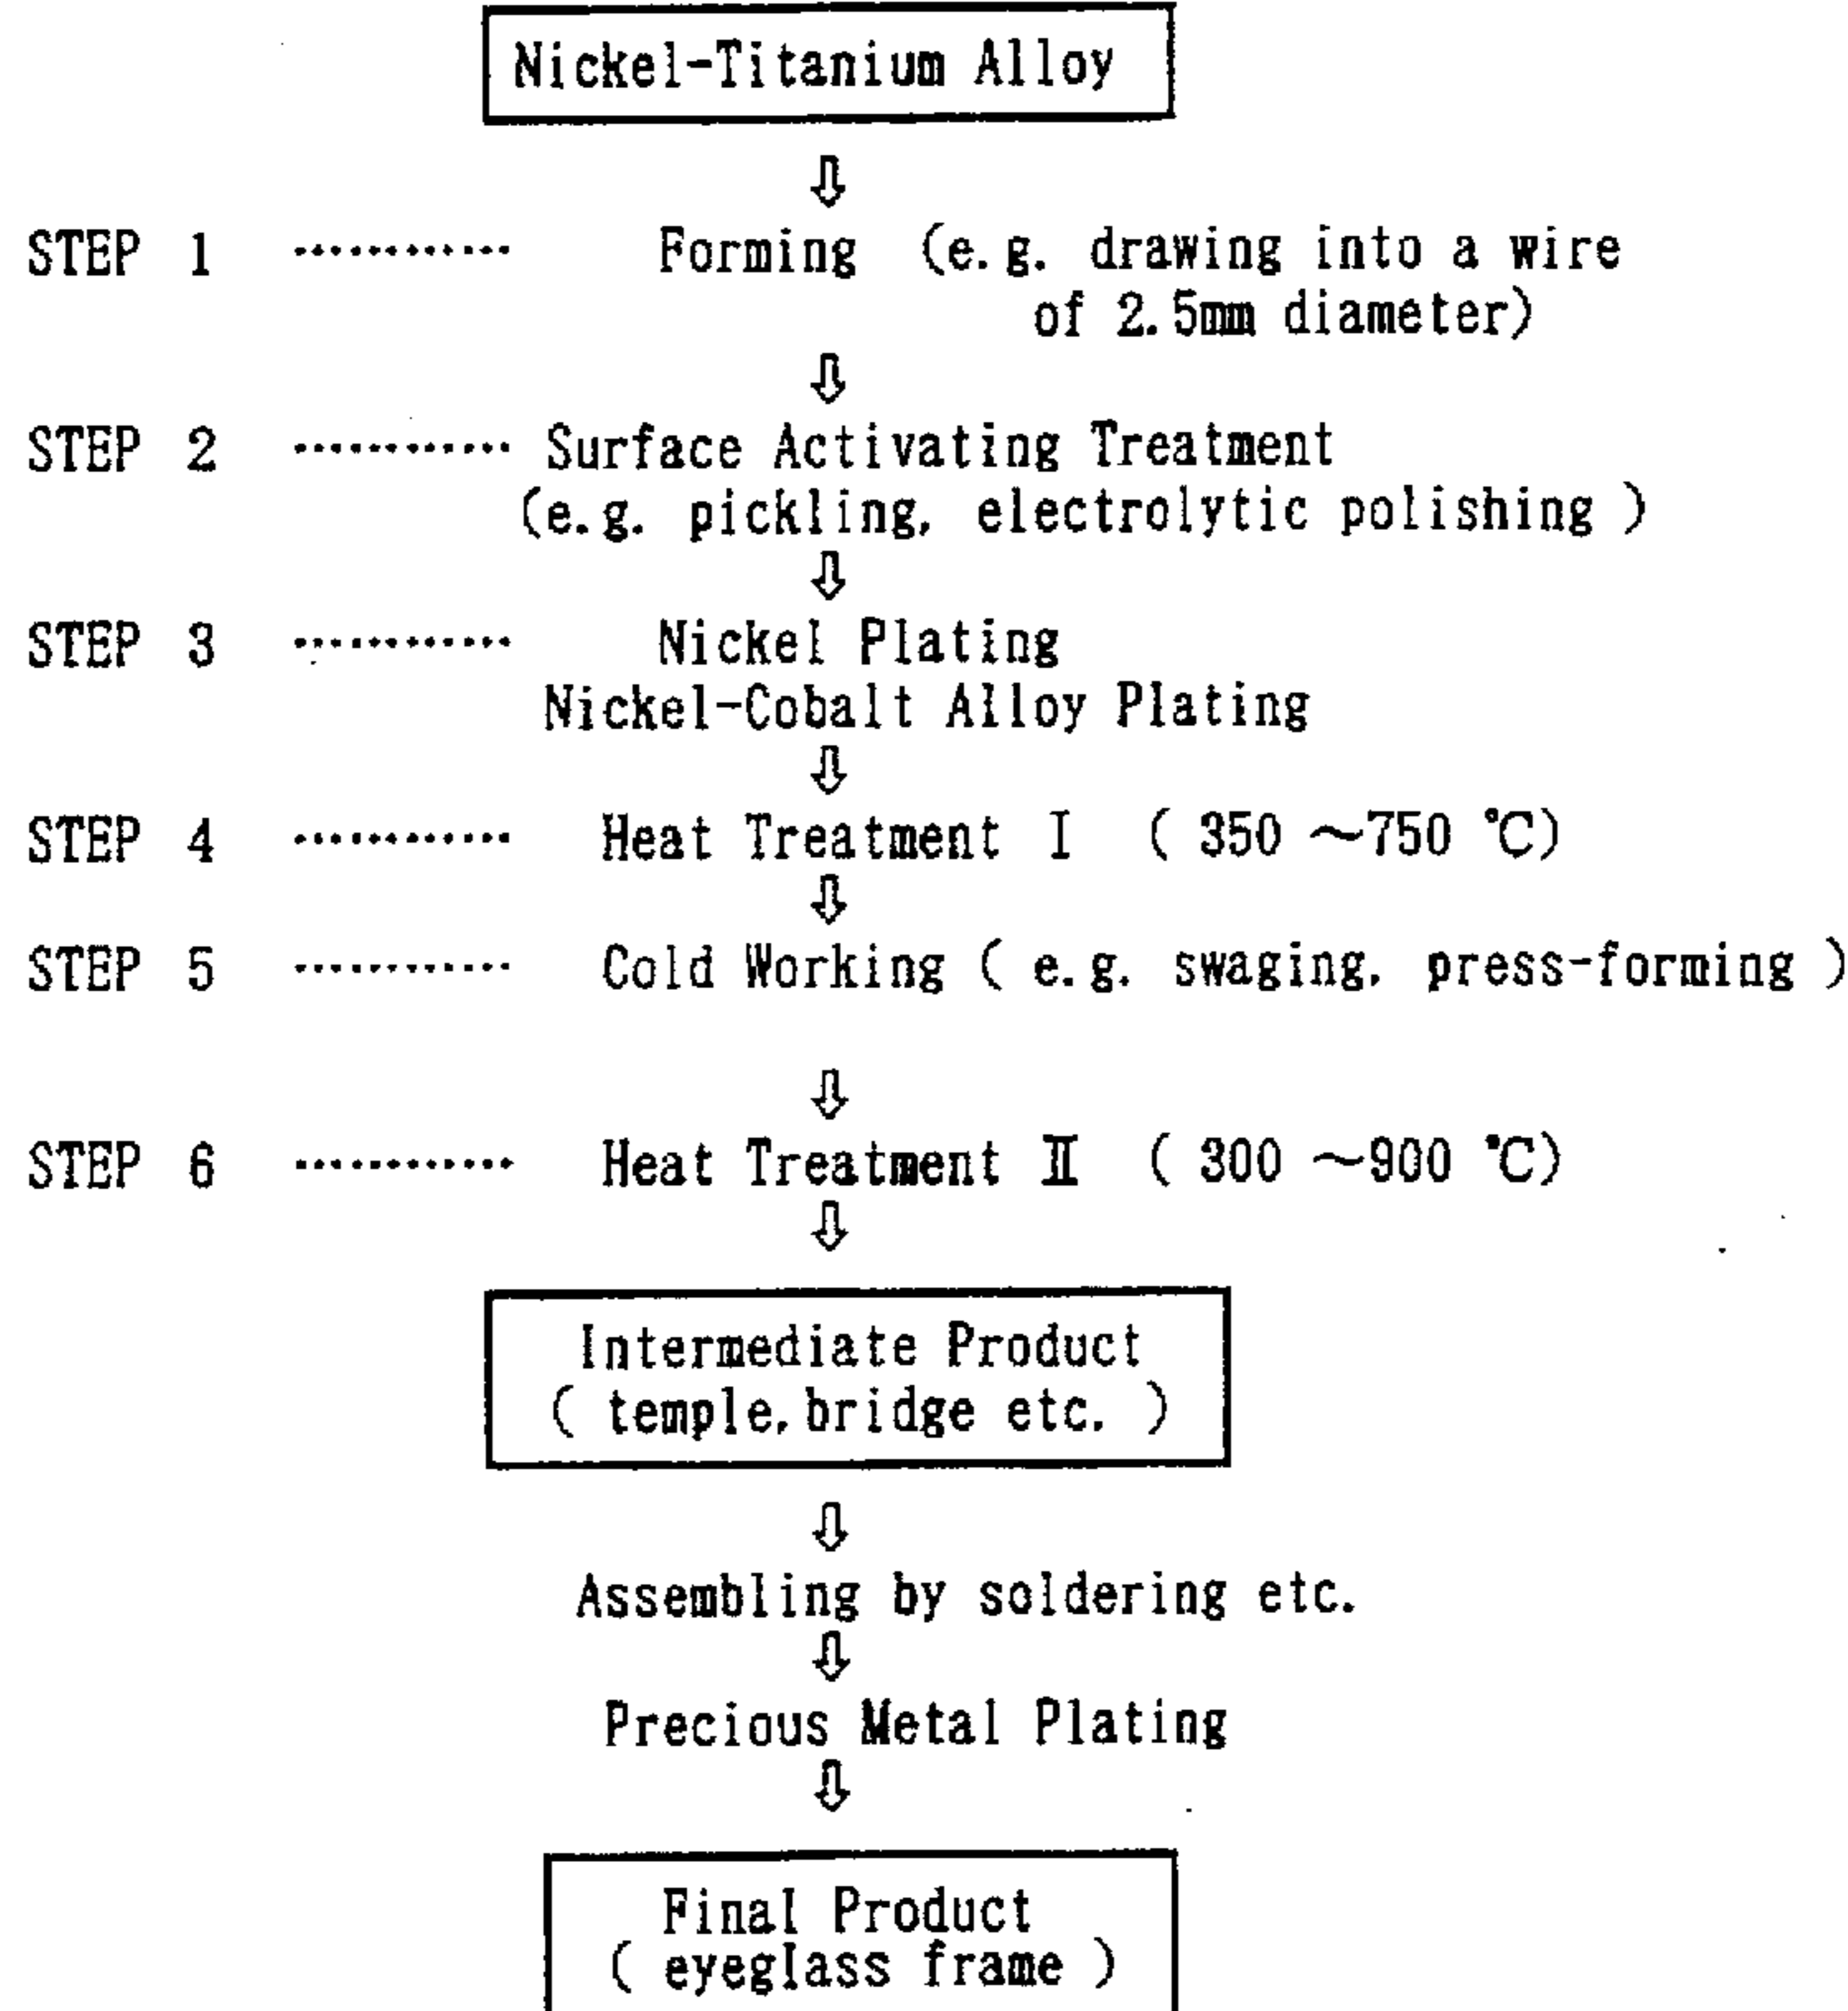 Nickel-Titanium Alloy
⇩
STEP 1 ············ Forming (e.g. drawing into a wire
of 2.5mm diameter)
⇩
STEP 2 ············ Surface Activating Treatment
(e.g. pickling, electrolytic polishing )
⇩
STEP 3 ············ Nickel Plating
Nickel-Cobalt Alloy Plating
⇩
STEP 4 ············ Heat Treatment I ( 350 ~750 ℃)
⇩
STEP 5 ············ Cold Working ( e.g. swaging, press-forming )
⇩
STEP 6 ············ Heat Treatment II ( 300 ~900 ℃)
⇩
Intermediate Product
( temple,bridge etc. )
⇩
Assembling by soldering etc.
⇩
Precious Metal Plating
⇩
Final Product
( eyeglass frame )